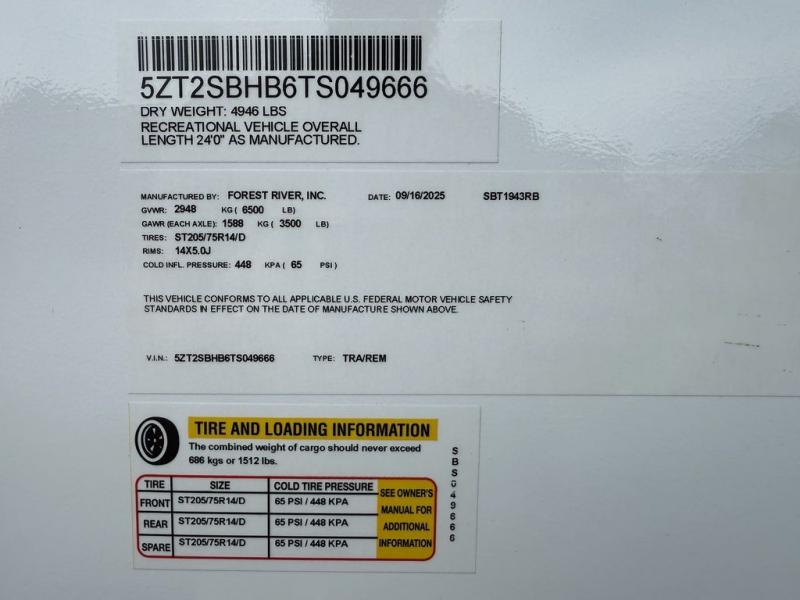 5ZT2SBHB6TS049666
DRY WEIGHT: 4946 LBS
RECREATIONAL VEHICLE OVERALL
LENGTH 24'0" AS MANUFACTURED.
MANUFACTURED BY: FOREST RIVER, INC. DATE: 09/16/2025 SBT1943RB
GVWR: 2948 KG ( 6500 LB)
GAWR (EACH AXLE): 1588 KG ( 3500 LB)
TIRES: ST205/75R14/D
RIMS: 14X5.0J
COLD INFL. PRESSURE: 448 KPA ( 65 PSI )
THIS VEHICLE CONFORMS TO ALL APPLICABLE U.S. FEDERAL MOTOR VEHICLE SAFETY
STANDARDS IN EFFECT ON THE DATE OF MANUFACTURE SHOWN ABOVE.
V.I.N.: 5ZT2SBHB6TS049666 TYPE: TRA/REM
TIRE AND LOADING INFORMATION
The combined weight of cargo should never exceed
686 kgs or 1512 lbs.
TIRE SIZE COLD TIRE PRESSURE
FRONT ST205/75R14/D 65 PSI / 448 KPA
REAR ST205/75R14/D 65 PSI / 448 KPA
SPARE ST205/75R14/D 65 PSI / 448 KPA
SEE OWNER'S
MANUAL FOR
ADDITIONAL
INFORMATION
SBS049666